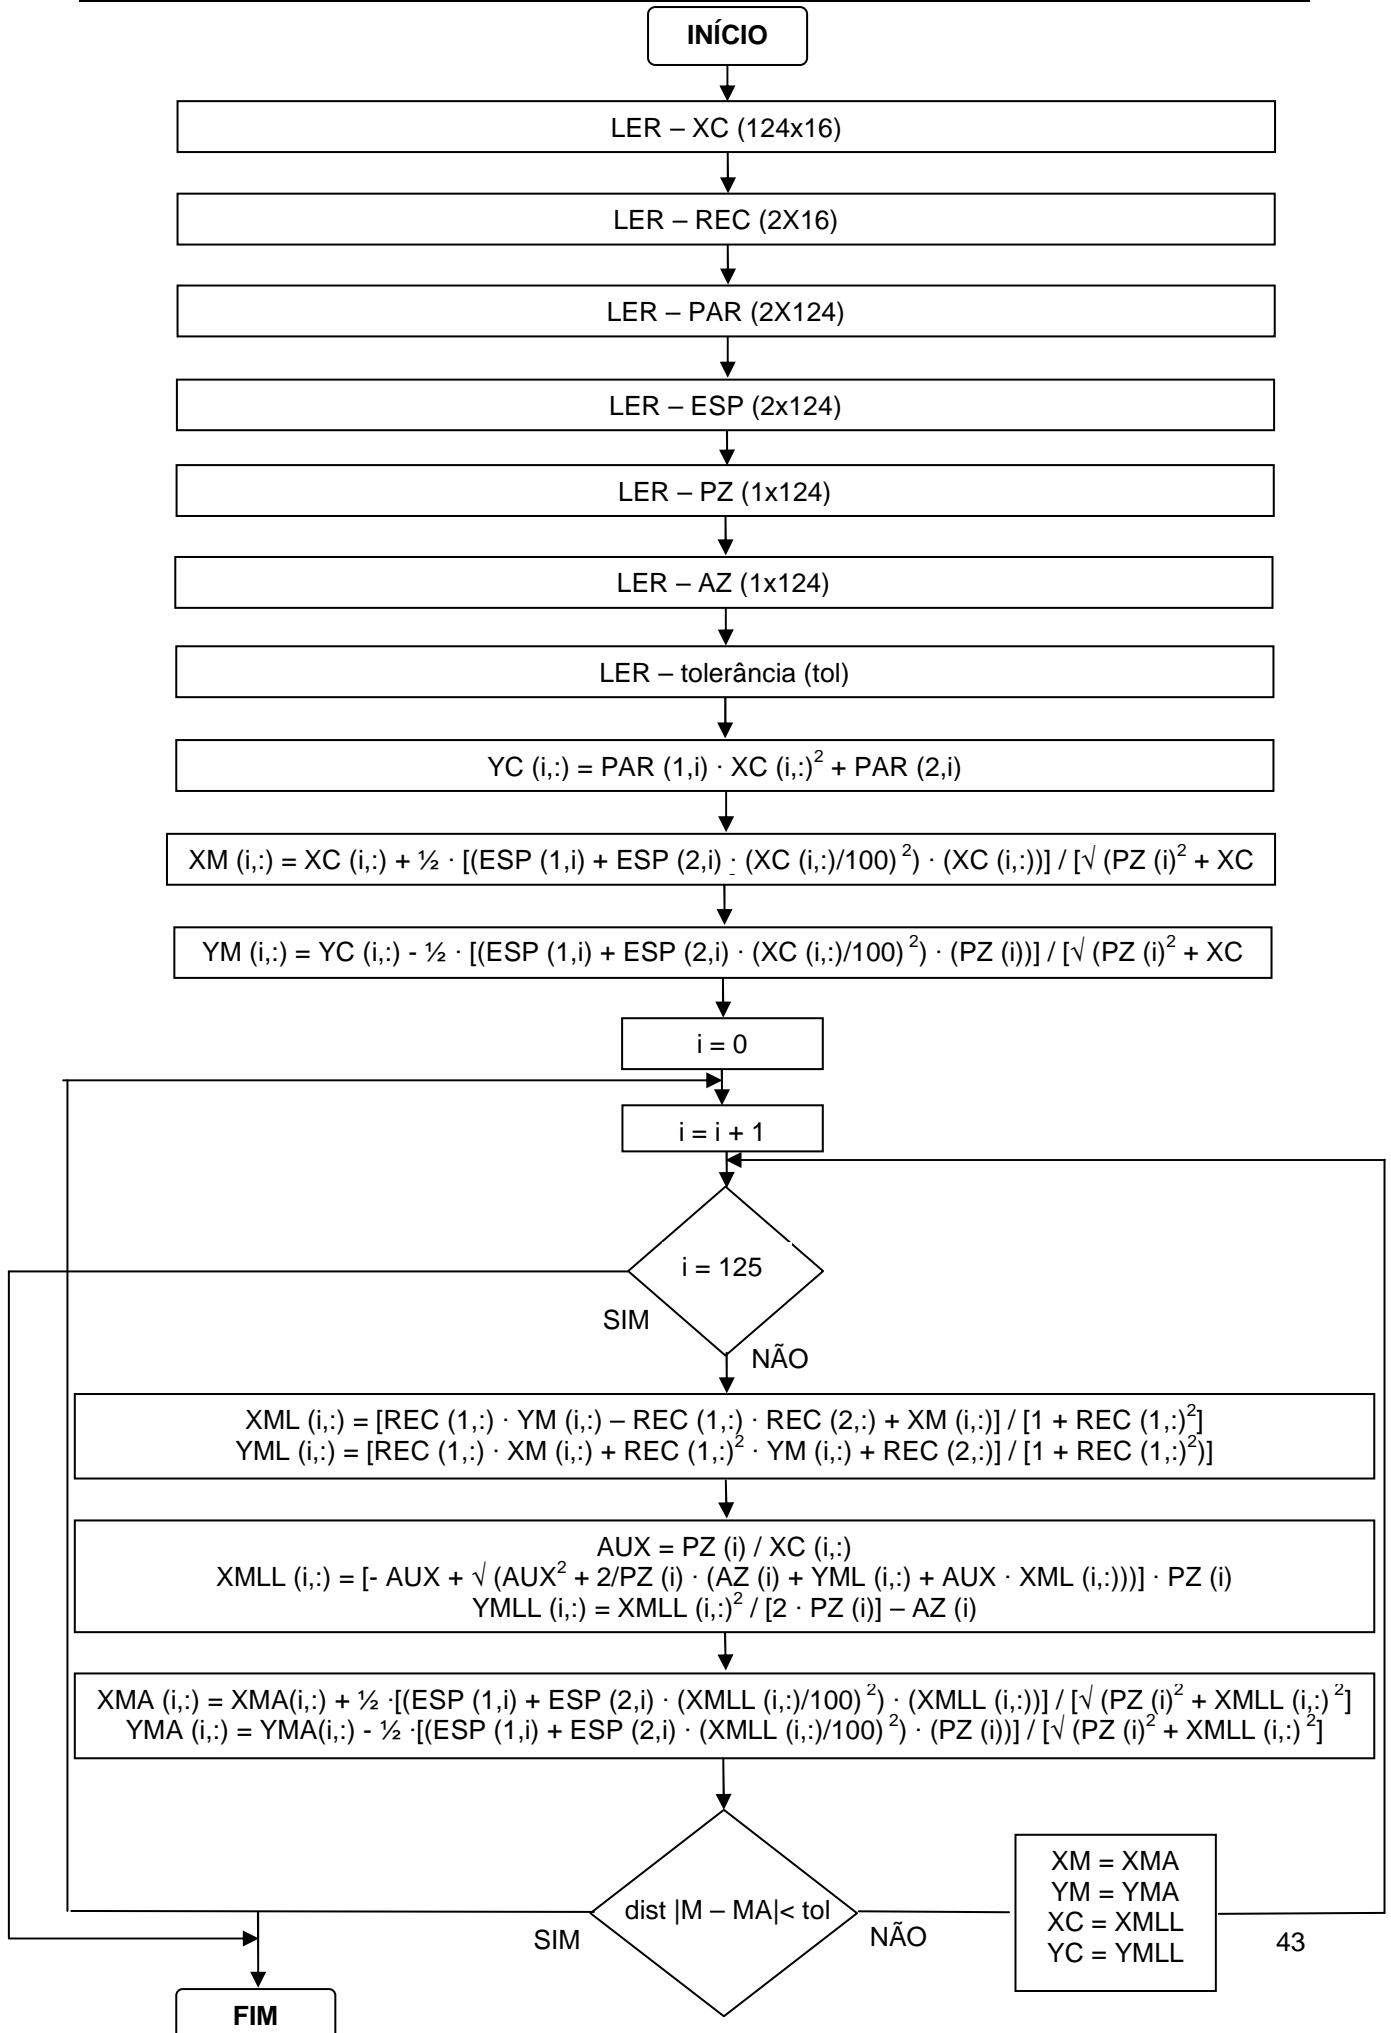 INÍCIO
LER – XC (124x16)
LER – REC (2X16)
LER – PAR (2X124)
LER – ESP (2x124)
LER – PZ (1x124)
LER – AZ (1x124)
LER – tolerância (tol)
YC (i,:) = PAR (1,i) · XC (i,:)² + PAR (2,i)
XM (i,:) = XC (i,:) + ½ · [(ESP (1,i) + ESP (2,i) · (XC (i,:)/100)²) · (XC (i,:))] / [√ (PZ (i)² + XC
YM (i,:) = YC (i,:) - ½ · [(ESP (1,i) + ESP (2,i) · (XC (i,:)/100)²) · (PZ (i))] / [√ (PZ (i)² + XC
i = 0
i = i + 1
i = 125
SIM
NÃO
XML (i,:) = [REC (1,:) · YM (i,:) – REC (1,:) · REC (2,:) + XM (i,:)] / [1 + REC (1,:)²]
YML (i,:) = [REC (1,:) · XM (i,:) + REC (1,:)² · YM (i,:) + REC (2,:)] / [1 + REC (1,:)²)]
AUX = PZ (i) / XC (i,:)
XMLL (i,:) = [- AUX + √ (AUX² + 2/PZ (i) · (AZ (i) + YML (i,:) + AUX · XML (i,:)))] · PZ (i)
YMLL (i,:) = XMLL (i,:)² / [2 · PZ (i)] – AZ (i)
XMA (i,:) = XMA(i,:) + ½ ·[(ESP (1,i) + ESP (2,i) · (XMLL (i,:)/100)²) · (XMLL (i,:))] / [√ (PZ (i)² + XMLL (i,:)²]
YMA (i,:) = YMA(i,:) - ½ ·[(ESP (1,i) + ESP (2,i) · (XMLL (i,:)/100)²) · (PZ (i))] / [√ (PZ (i)² + XMLL (i,:)²]
dist |M – MA|< tol
SIM
NÃO
XM = XMA
YM = YMA
XC = XMLL
YC = YMLL
43
FIM